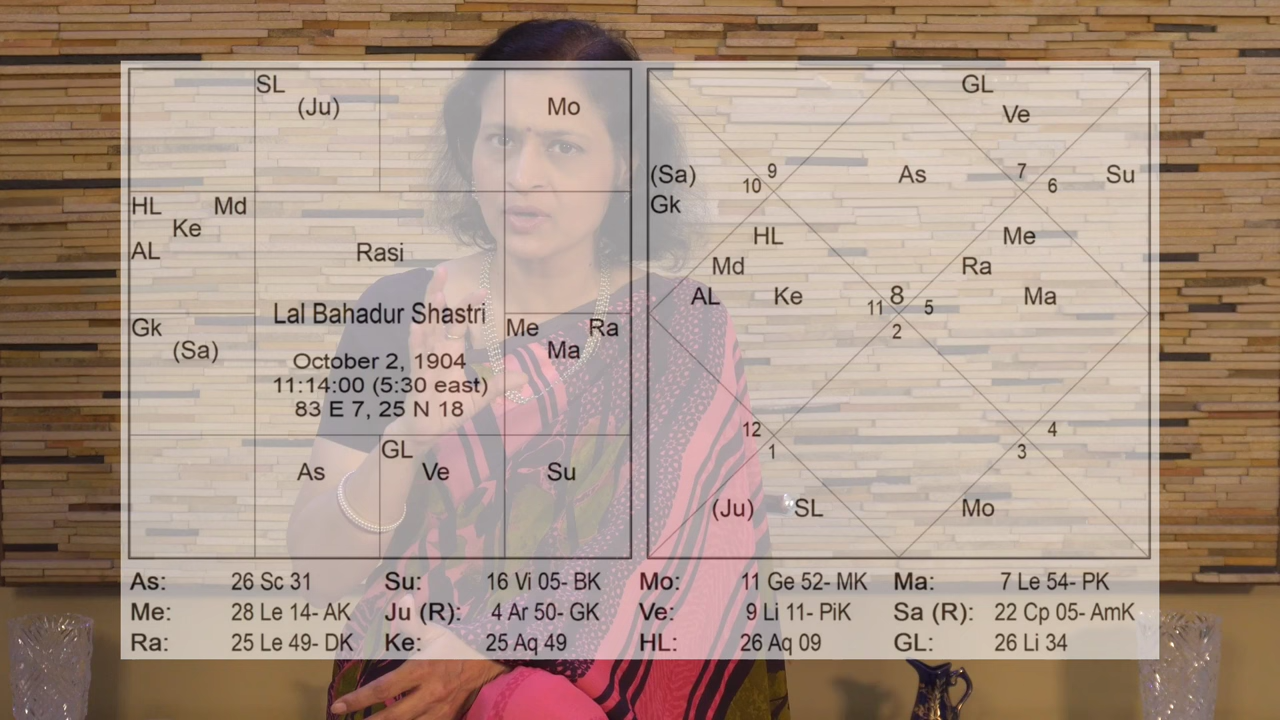 SL
(Ju)
Mo
HL Md
Ke
AL
Rasi
Lal Bahadur Shastri
October 2, 1904
11:14:00 (5:30 east)
83 E 7, 25 N 18
Gk
(Sa)
Me Ra
Ma
As
GL
Ve
Su
GL
Ve
(Sa)
Gk
9
10
As
7
6
Su
HL
Md
AL Ke
Me
Ra
Ma
11 8 5
2
12
1
4
3
(Ju) SL
Mo
As: 26 Sc 31 Su: 16 Vi 05- BK Mo: 11 Ge 52- MK Ma: 7 Le 54- PK
Me: 28 Le 14- AK Ju (R): 4 Ar 50- GK Ve: 9 Li 11- PiK Sa (R): 22 Cp 05- AmK
Ra: 25 Le 49- DK Ke: 25 Aq 49 HL: 26 Aq 09 GL: 26 Li 34